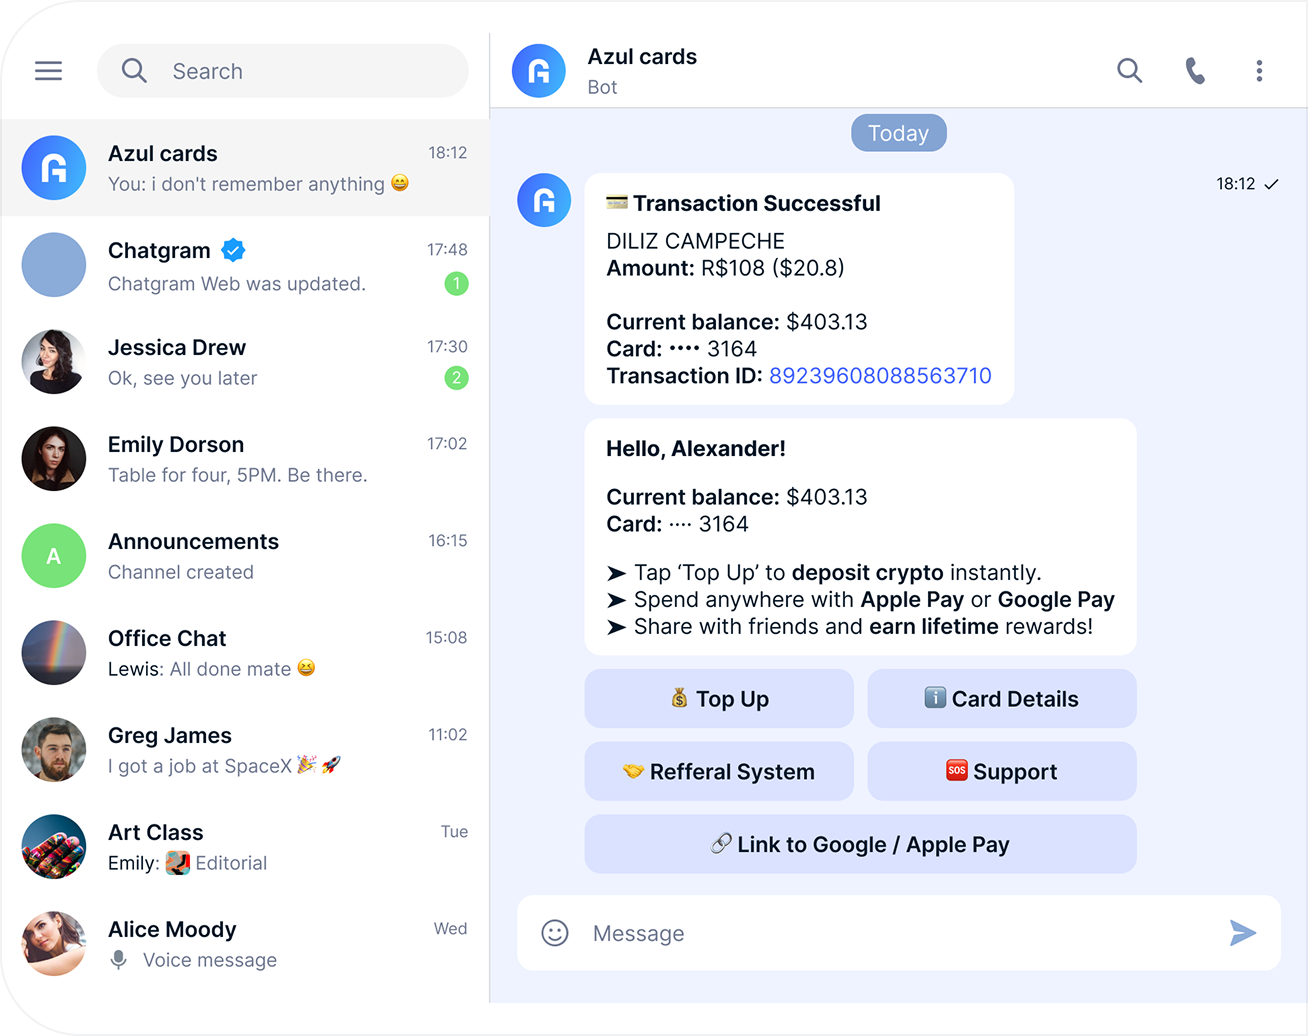 Search
Azul cards
18:12
You: i don't remember anything 😄
Chatgram
17:48
Chatgram Web was updated.
1
Jessica Drew
17:30
Ok, see you later
2
Emily Dorson
17:02
Table for four, 5PM. Be there.
A
Announcements
16:15
Channel created
Office Chat
15:08
Lewis: All done mate 😆
Greg James
11:02
I got a job at SpaceX 🎉 🚀
Art Class
Tue
Emily: Editorial
Alice Moody
Wed
Voice message
Azul cards
Bot
Today
18:12
💳 Transaction Successful
DILIZ CAMPECHE
Amount: R$108 ($20.8)
Current balance: $403.13
Card: •••• 3164
Transaction ID: 89239608088563710
Hello, Alexander!
Current balance: $403.13
Card: ···· 3164
➤ Tap ‘Top Up’ to deposit crypto instantly.
➤ Spend anywhere with Apple Pay or Google Pay
➤ Share with friends and earn lifetime rewards!
💰 Top Up
ℹ️ Card Details
🤝 Refferal System
🆘 Support
🔗 Link to Google / Apple Pay
Message